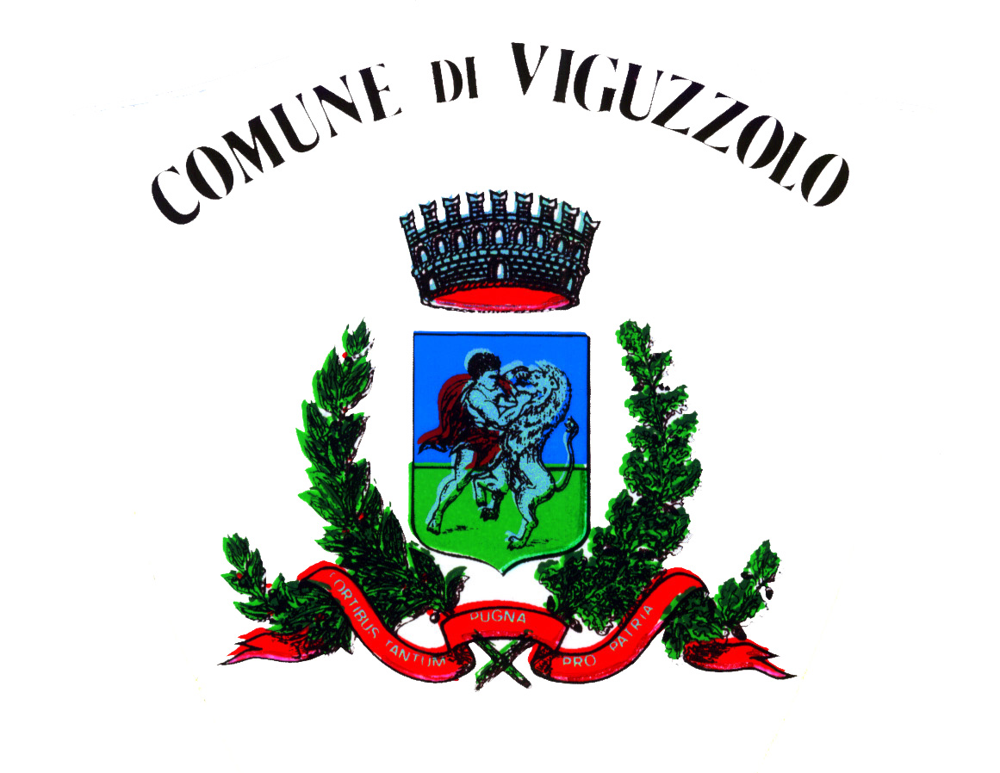 COMUNE DI VIGUZZOLO
FORTIBUS TANTUM PUGNA PRO PATRIA